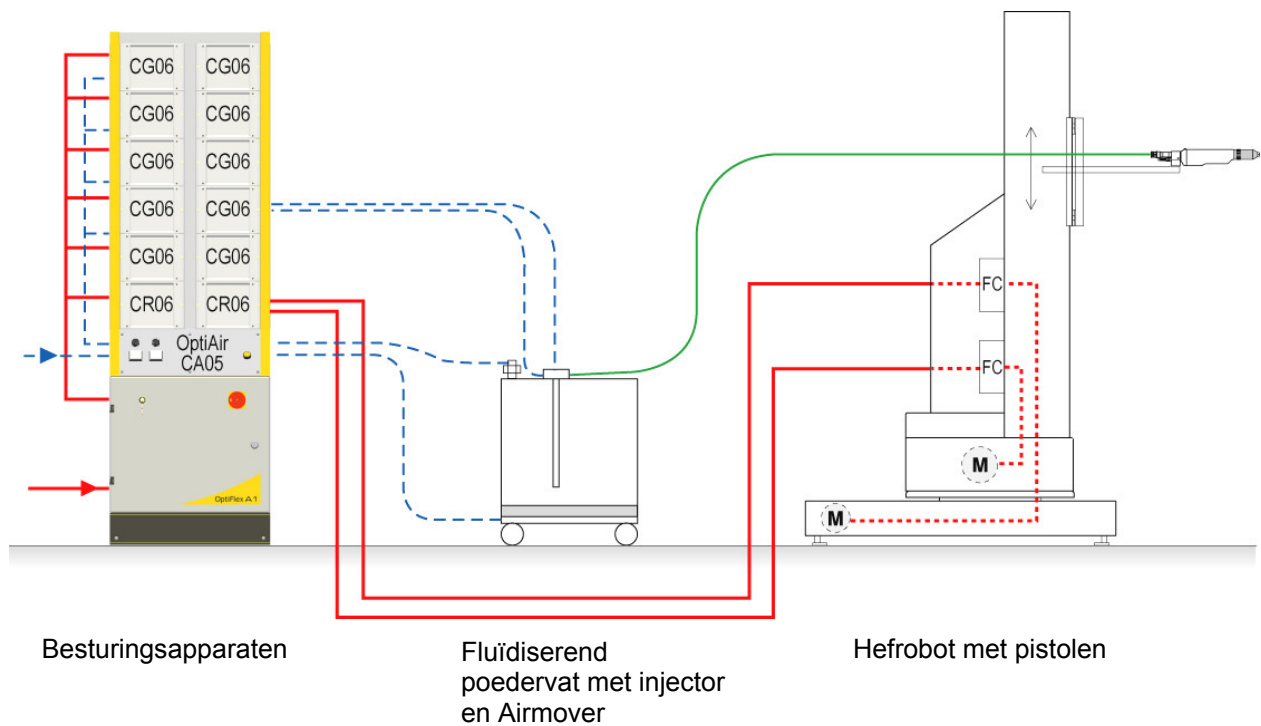 CG06 CG06
CG06 CG06
CG06 CG06
CG06 CG06
CG06 CG06
CR06 CR06
OptiAir
CA05
OptiFlex A1
FC
FC
M
M
Besturingsapparaten
Fluïdiserend
poedervat met injector
en Airmover
Hefrobot met pistolen